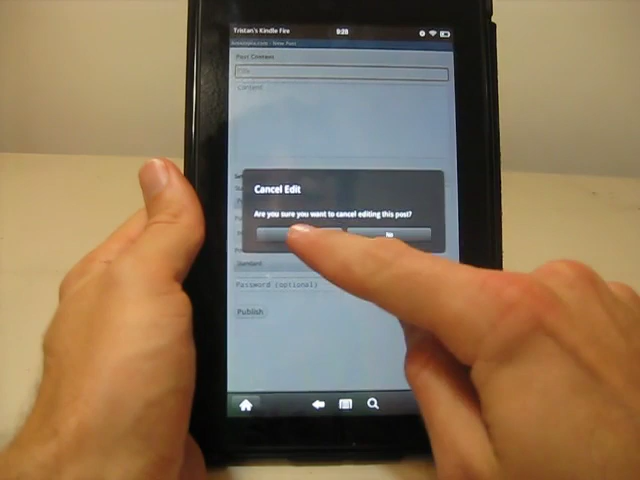 Tristan's Kindle Fire 9:28
Post Content
Title
Content
Cancel Edit
Are you sure you want to cancel editing this post?
No
Standard
Password (optional)
Publish